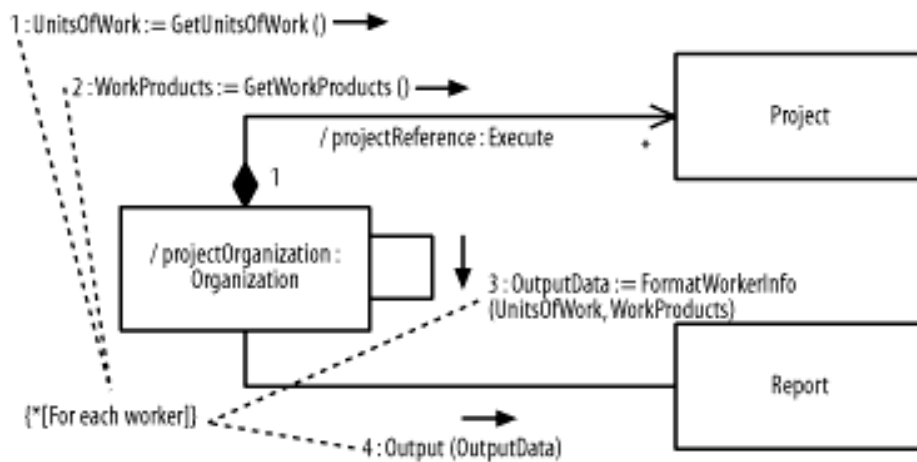 1 : UnitsOfWork := GetUnitsOfWork ()
2 : WorkProducts := GetWorkProducts ()
/ projectReference : Execute
*
Project
1
/ projectOrganization :
Organization
3 : OutputData := FormatWorkerInfo
(UnitsOfWork, WorkProducts)
Report
{*[For each worker]}
4 : Output (OutputData)